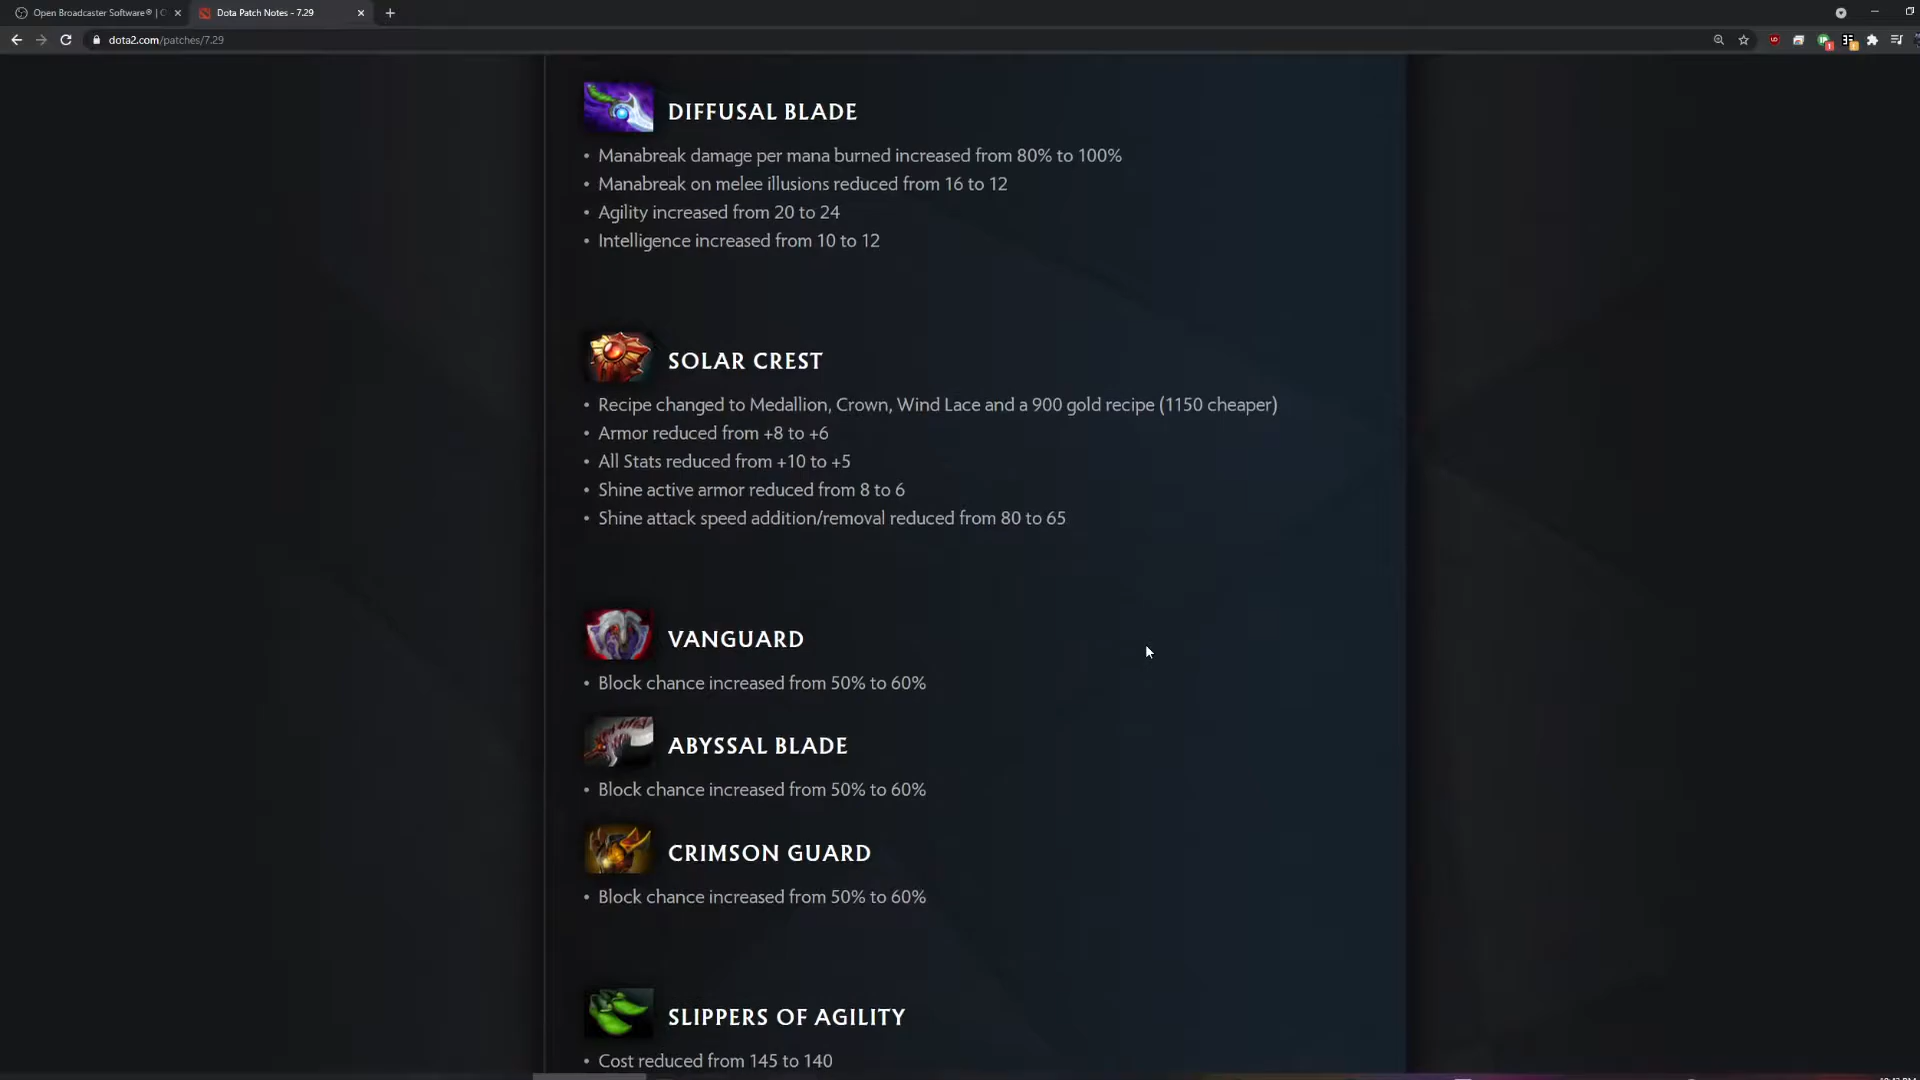 Open Broadcaster Software® |
Dota Patch Notes - 7.29
dota2.com/patches/7.29
DIFFUSAL BLADE
• Manabreak damage per mana burned increased from 80% to 100%
• Manabreak on melee illusions reduced from 16 to 12
• Agility increased from 20 to 24
• Intelligence increased from 10 to 12
SOLAR CREST
• Recipe changed to Medallion, Crown, Wind Lace and a 900 gold recipe (1150 cheaper)
• Armor reduced from +8 to +6
• All Stats reduced from +10 to +5
• Shine active armor reduced from 8 to 6
• Shine attack speed addition/removal reduced from 80 to 65
VANGUARD
• Block chance increased from 50% to 60%
ABYSSAL BLADE
• Block chance increased from 50% to 60%
CRIMSON GUARD
• Block chance increased from 50% to 60%
SLIPPERS OF AGILITY
• Cost reduced from 145 to 140